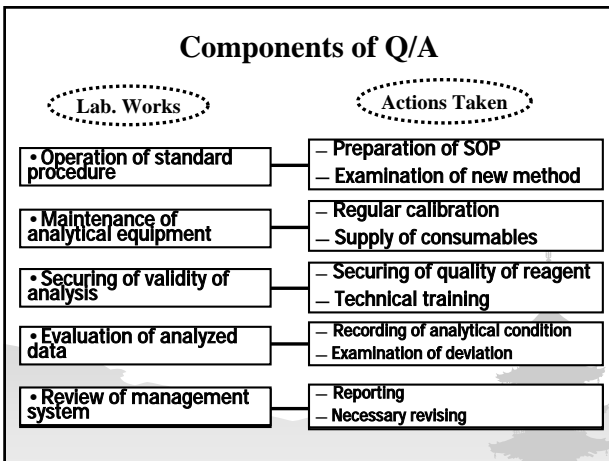 Components of Q/A
Lab. Works
Actions Taken
• Operation of standard
procedure
– Preparation of SOP
– Examination of new method
• Maintenance of
analytical equipment
– Regular calibration
– Supply of consumables
• Securing of validity of
analysis
– Securing of quality of reagent
– Technical training
• Evaluation of analyzed
data
– Recording of analytical condition
– Examination of deviation
• Review of management
system
– Reporting
– Necessary revising